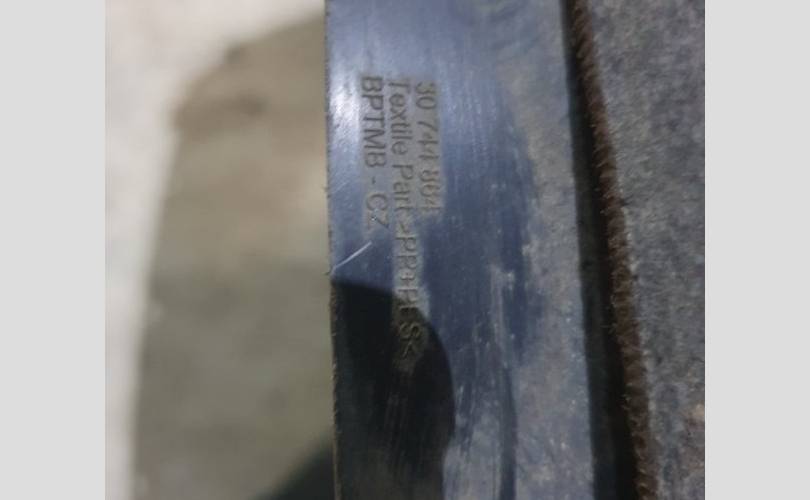 30 744 864
Textile Part >PP+PES<
BPTMB - CZ